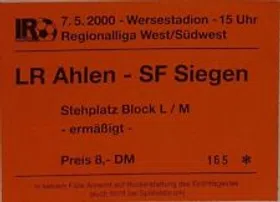 LR
7.5.2000 - Wersestadion - 15 Uhr
Regionalliga West/Südwest
LR Ahlen - SF Siegen
Stehplatz Block L / M
- ermäßigt -
Preis 8,- DM 165 *